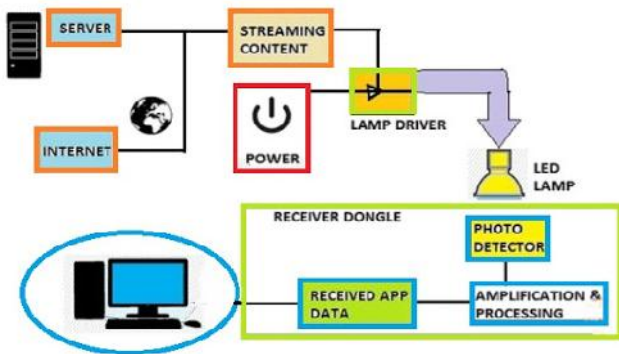 SERVER
STREAMING
CONTENT
INTERNET
POWER
LAMP DRIVER
LED
LAMP
RECEIVER DONGLE
PHOTO
DETECTOR
RECEIVED APP
DATA
AMPLIFICATION &
PROCESSING